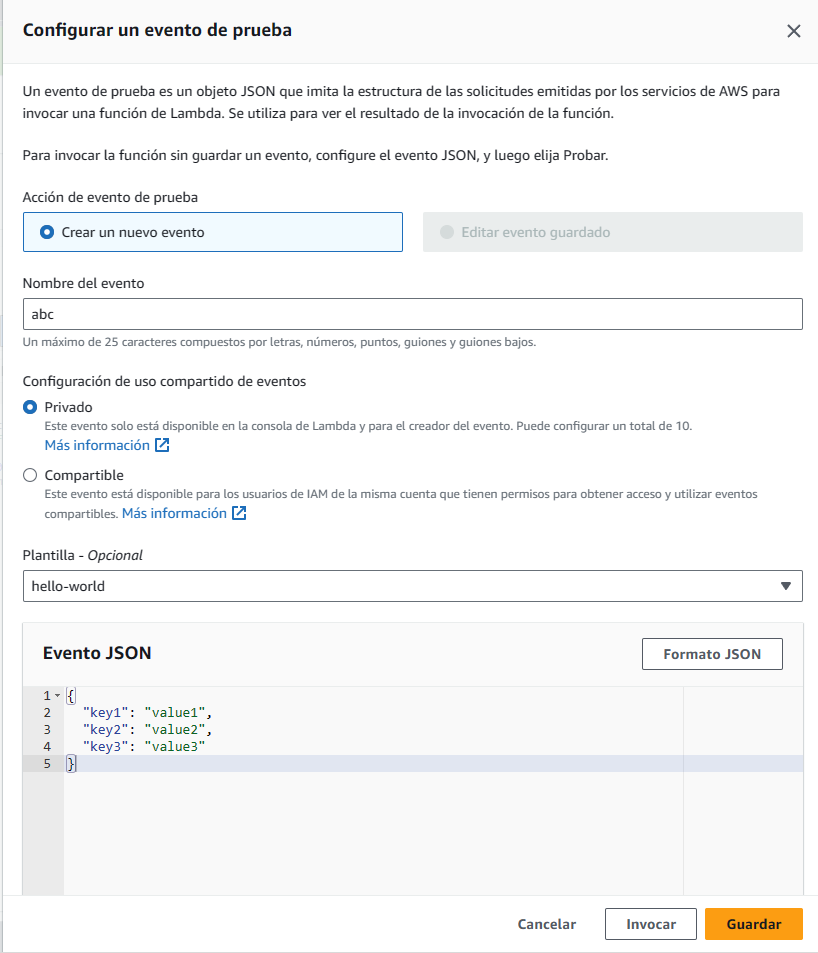 Configurar un evento de prueba
Un evento de prueba es un objeto JSON que imita la estructura de las solicitudes emitidas por los servicios de AWS para
invocar una función de Lambda. Se utiliza para ver el resultado de la invocación de la función.
Para invocar la función sin guardar un evento, configure el evento JSON, y luego elija Probar.
Acción de evento de prueba
Crear un nuevo evento
Editar evento guardado
Nombre del evento
abc
Un máximo de 25 caracteres compuestos por letras, números, puntos, guiones y guiones bajos.
Configuración de uso compartido de eventos
Privado
Este evento solo está disponible en la consola de Lambda y para el creador del evento. Puede configurar un total de 10.
Más información
Compartible
Este evento está disponible para los usuarios de IAM de la misma cuenta que tienen permisos para obtener acceso y utilizar eventos
compartibles. Más información
Plantilla - Opcional
hello-world
Evento JSON
Formato JSON
1 {
2 "key1": "value1",
3 "key2": "value2",
4 "key3": "value3"
5 }
Cancelar
Invocar
Guardar